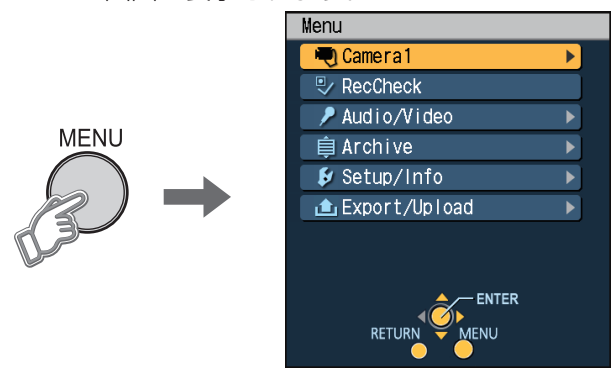 MENU
Menu
Camera1
RecCheck
Audio/Video
Archive
Setup/Info
Export/Upload
ENTER
RETURN MENU